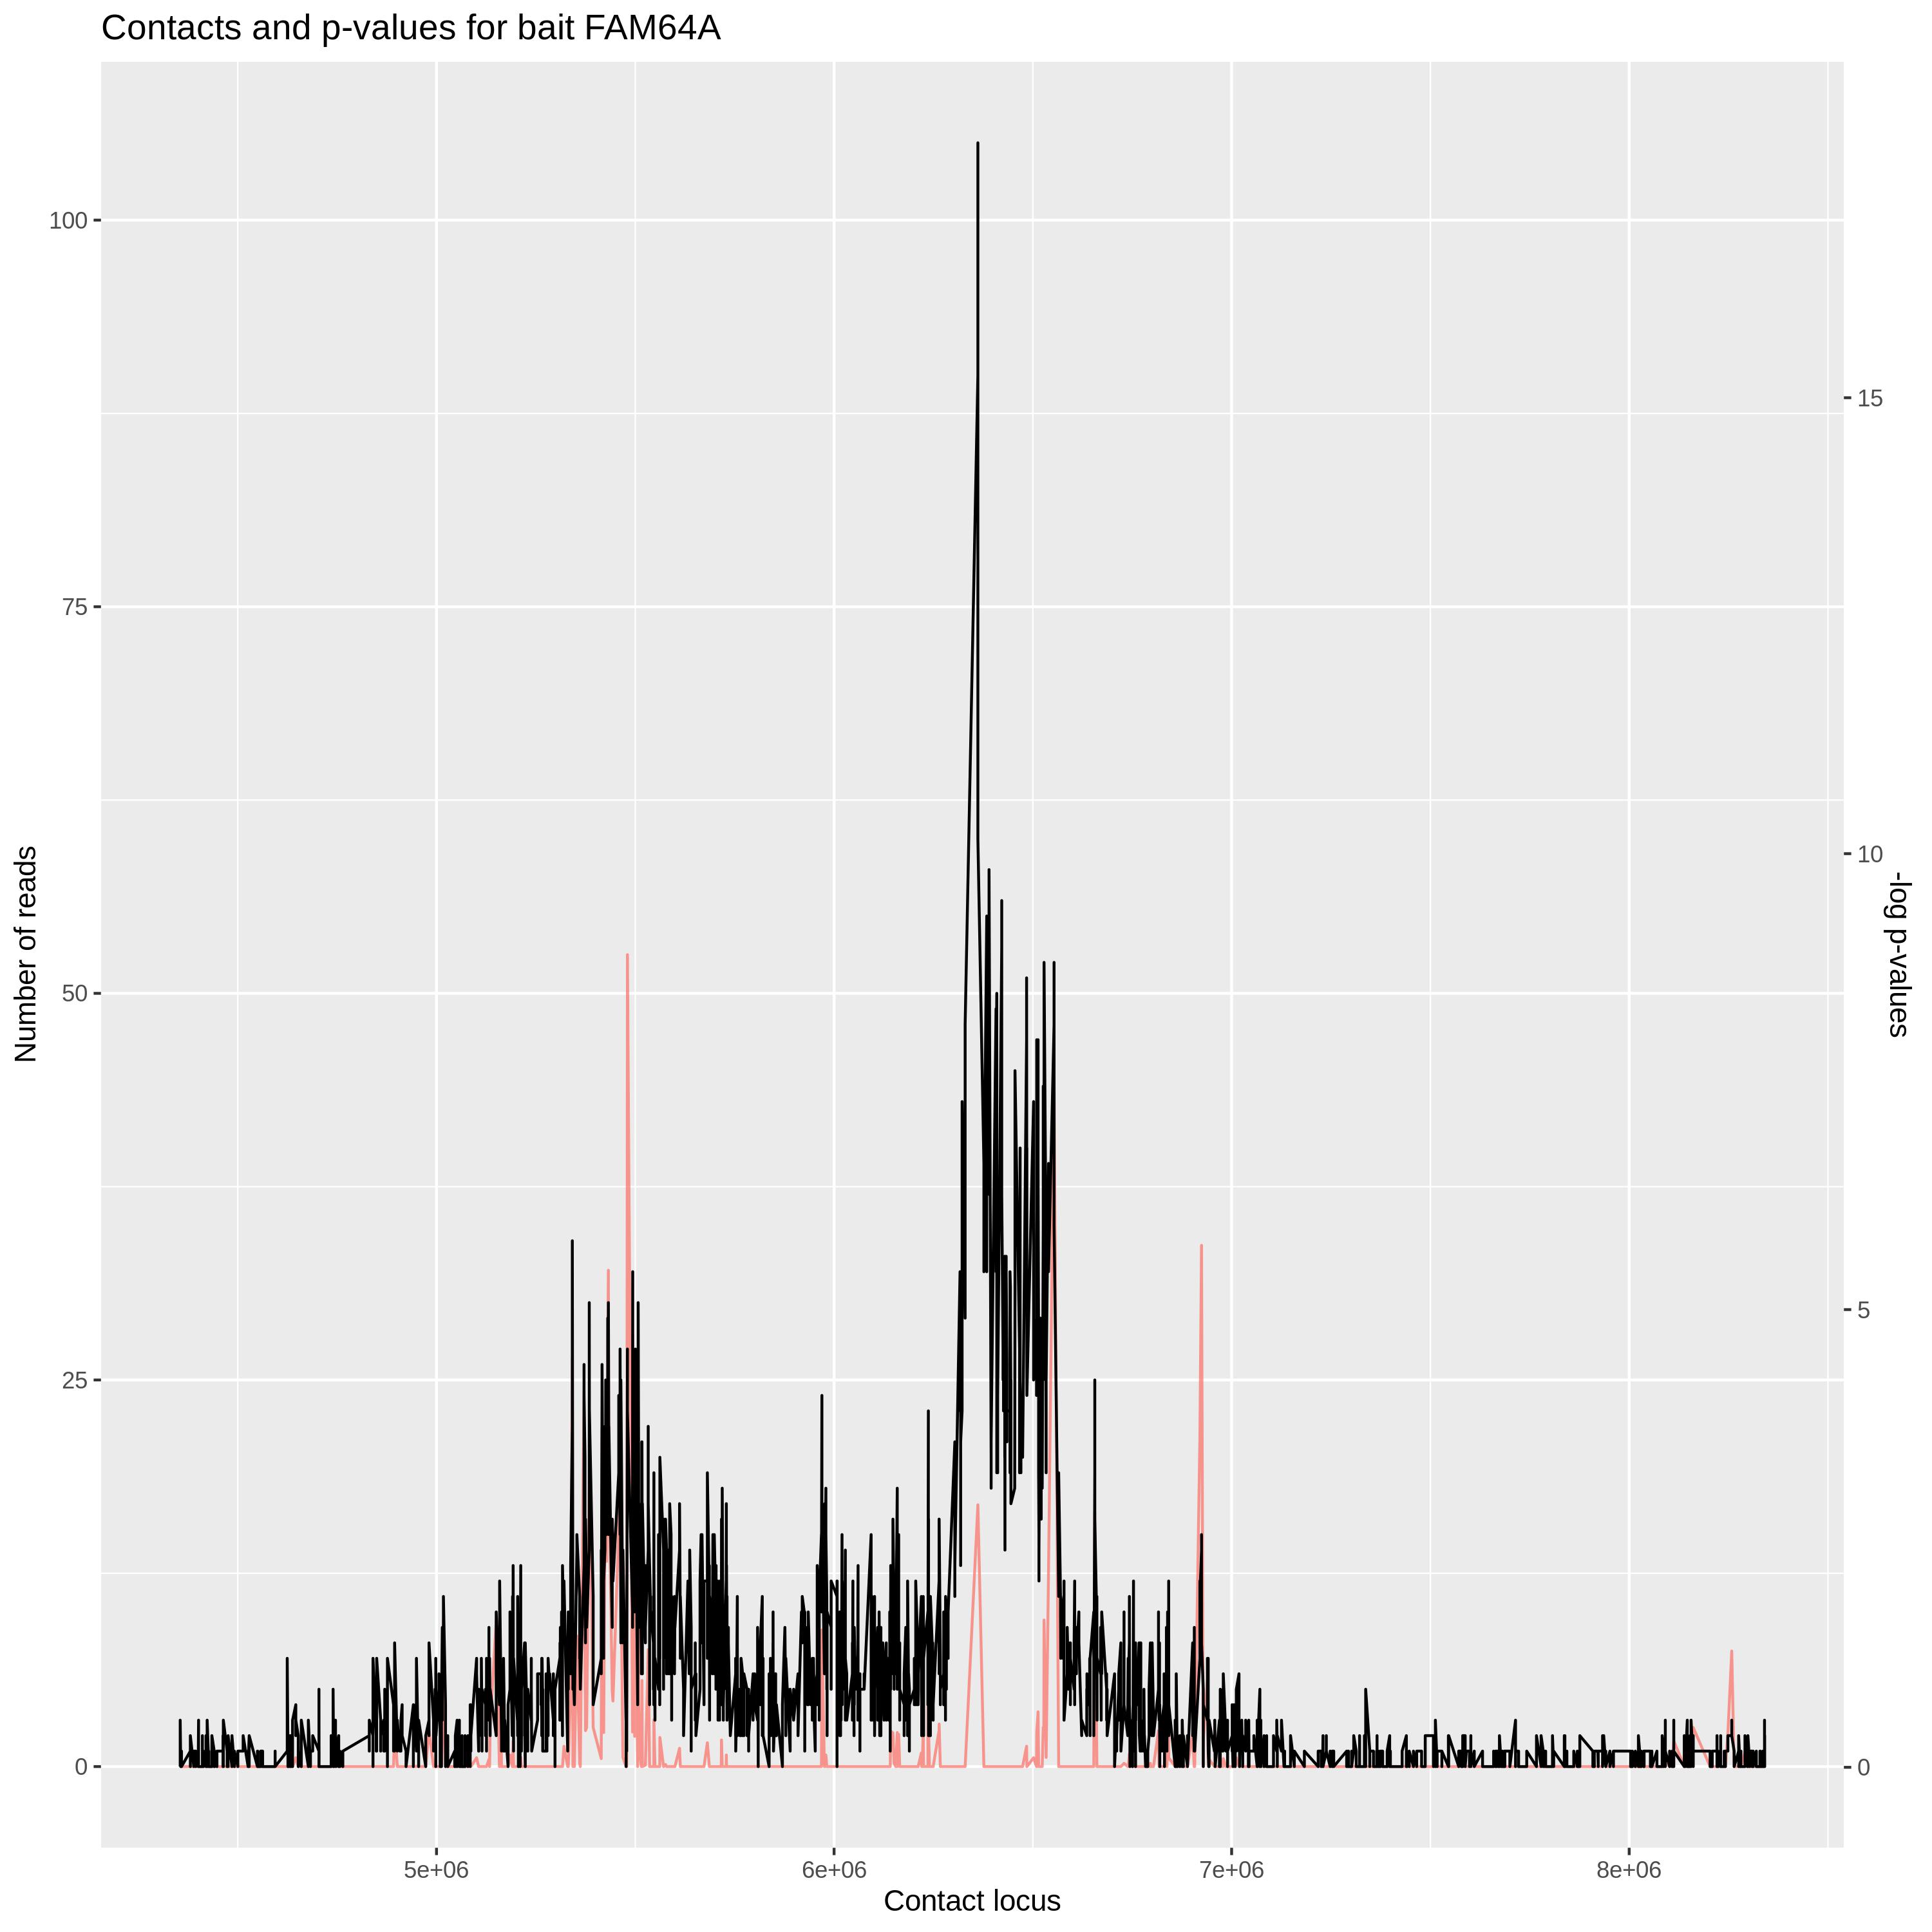 Contacts and p-values for bait FAM64A
100
75
50
25
0
Number of reads
15
10
5
0
-log p-values
5e+06
6e+06
7e+06
8e+06
Contact locus